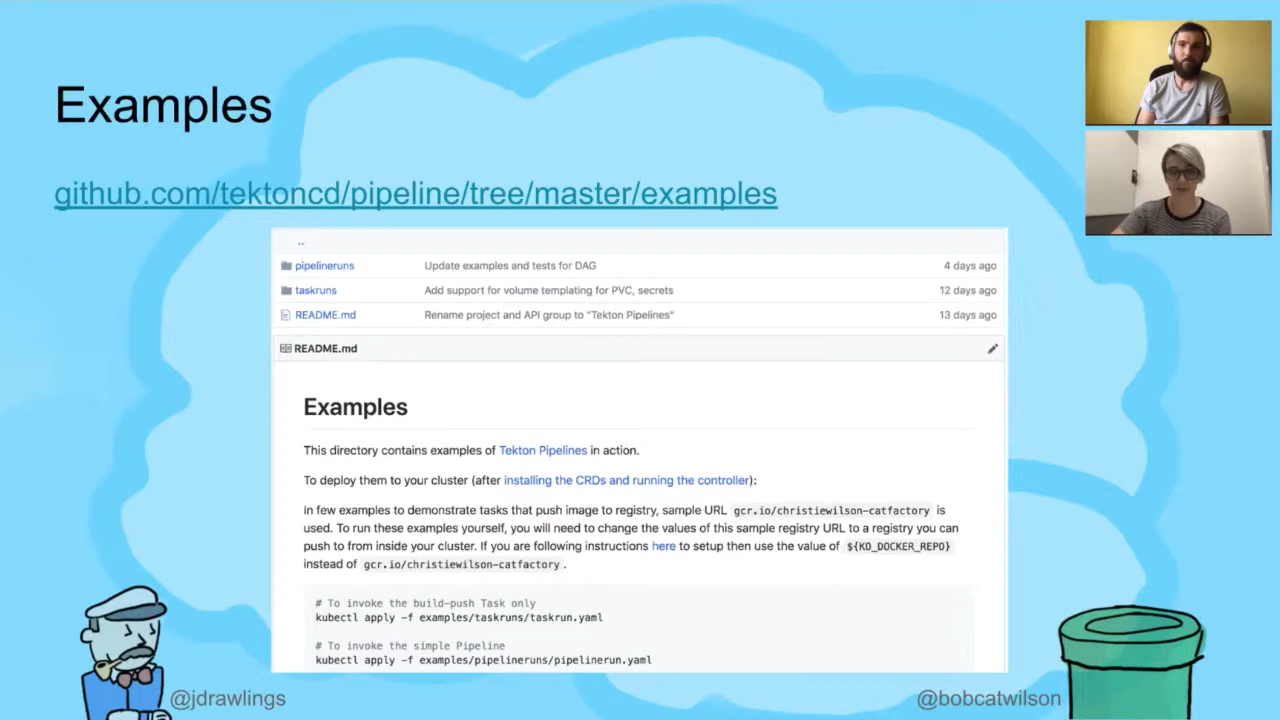 Examples
github.com/tektoncd/pipeline/tree/master/examples
..
pipelineruns Update examples and tests for DAG 4 days ago
taskruns Add support for volume templating for PVC, secrets 12 days ago
README.md Rename project and API group to "Tekton Pipelines" 13 days ago
README.md
Examples
This directory contains examples of Tekton Pipelines in action.
To deploy them to your cluster (after installing the CRDs and running the controller):
in few examples to demonstrate tasks that push image to registry, sample URL gcr.io/christiewilson-catfactory is
used. To run these examples yourself, you will need to change the values of this sample registry URL to a registry you can
push to from inside your cluster. If you are following instructions here to setup then use the value of ${KO_DOCKER_REPO}
instead of gcr.io/christiewilson-catfactory .
# To invoke the build-push Task only
kubectl apply -f examples/taskruns/taskrun.yaml
# To invoke the simple Pipeline
kubectl apply -f examples/pipelineruns/pipelinerun.yaml
@jdrawlings @bobcatwilson